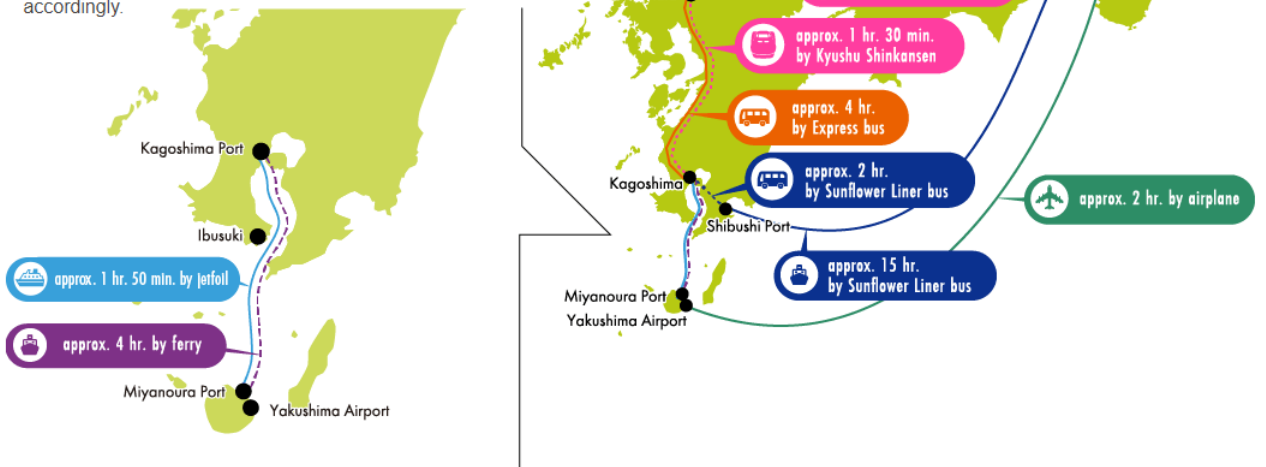 accordingly.
Kagoshima Port
Ibusuki
approx. 1 hr. 50 min. by jetfoil
approx. 4 hr. by ferry
Miyanoura Port
Yakushima Airport
approx. 1 hr. 30 min.
by Kyushu Shinkansen
approx. 4 hr.
by Express bus
Kagoshima
approx. 2 hr.
by Sunflower Liner bus
Shibushi Port
approx. 2 hr. by airplane
approx. 15 hr.
by Sunflower Liner bus
Miyanoura Port
Yakushima Airport